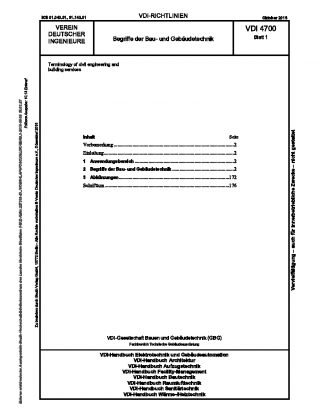 ICS 01.040.91, 91.140.01
VDI-RICHTLINIEN
Oktober 2015
VEREIN
DEUTSCHER
INGENIEURE
Begriffe der Bau- und Gebäudetechnik
VDI 4700
Blatt 1
Terminology of civil engineering and
building services
Inhalt Seite
Vorbemerkung 2
Einleitung 2
1 Anwendungsbereich 2
2 Begriffe der Bau- und Gebäudetechnik 2
3 Abkürzungen 172
Schrifttum 176
Vervielfältigung – auch für innerbetriebliche Zwecke – nicht gestattet
VDI-Gesellschaft Bauen und Gebäudetechnik (GBG)
Fachbereich Technische Gebäudeausrüstung
VDI-Handbuch Elektrotechnik und Gebäudeautomation
VDI-Handbuch Architektur
VDI-Handbuch Aufzugstechnik
VDI-Handbuch Facility-Management
VDI-Handbuch Bautechnik
VDI-Handbuch Raumlufttechnik
VDI-Handbuch Sanitärtechnik
VDI-Handbuch Wärme-/Heiztechnik